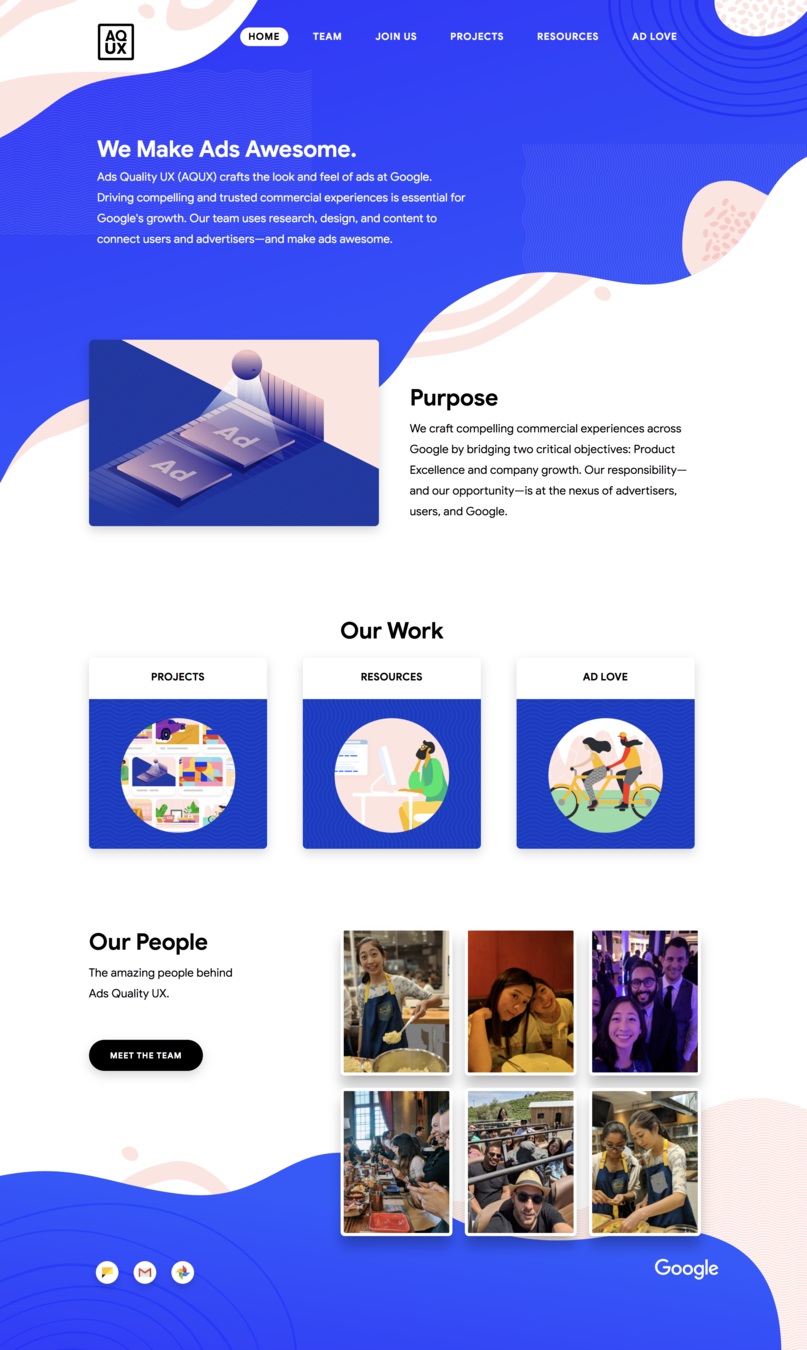 AQ
UX
HOME
TEAM
JOIN US
PROJECTS
RESOURCES
AD LOVE
We Make Ads Awesome.
Ads Quality UX (AQUX) crafts the look and feel of ads at Google.
Driving compelling and trusted commercial experiences is essential for
Google's growth. Our team uses research, design, and content to
connect users and advertisers—and make ads awesome.
Ad
Ad
Purpose
We craft compelling commercial experiences across
Google by bridging two critical objectives: Product
Excellence and company growth. Our responsibility—
and our opportunity—is at the nexus of advertisers,
users, and Google.
Our Work
PROJECTS
RESOURCES
AD LOVE
Our People
The amazing people behind
Ads Quality UX.
MEET THE TEAM
Google